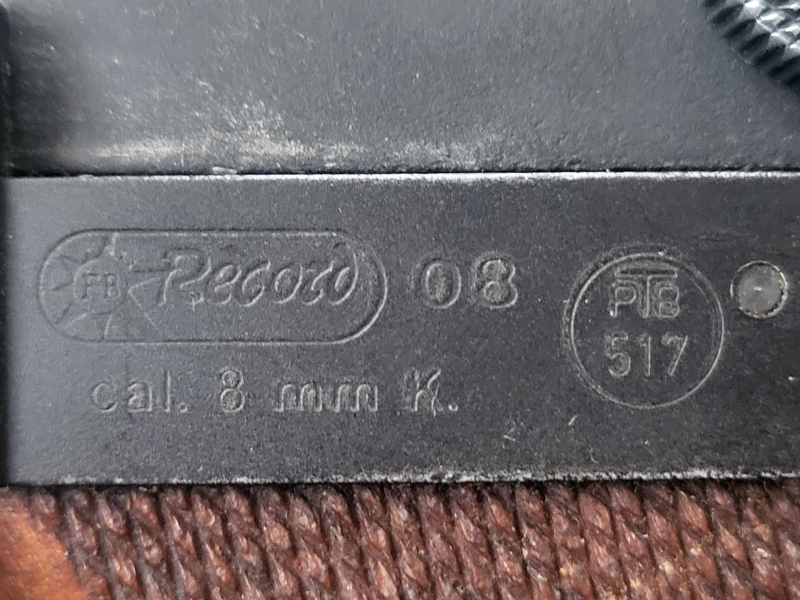 FB Record 08
cal. 8 mm K.
PTB
517